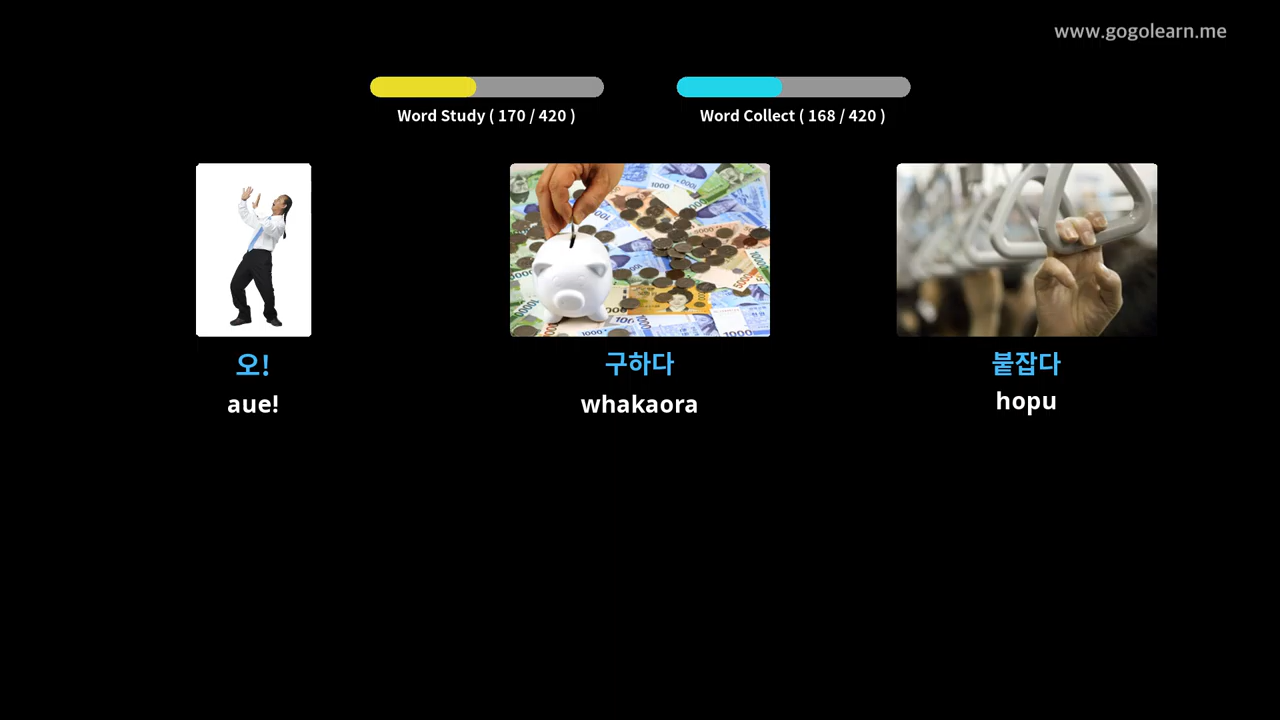 www.gogolearn.me
Word Study ( 170 / 420 )
Word Collect ( 168 / 420 )
오!
구하다
붙잡다
aue!
whakaora
hopu